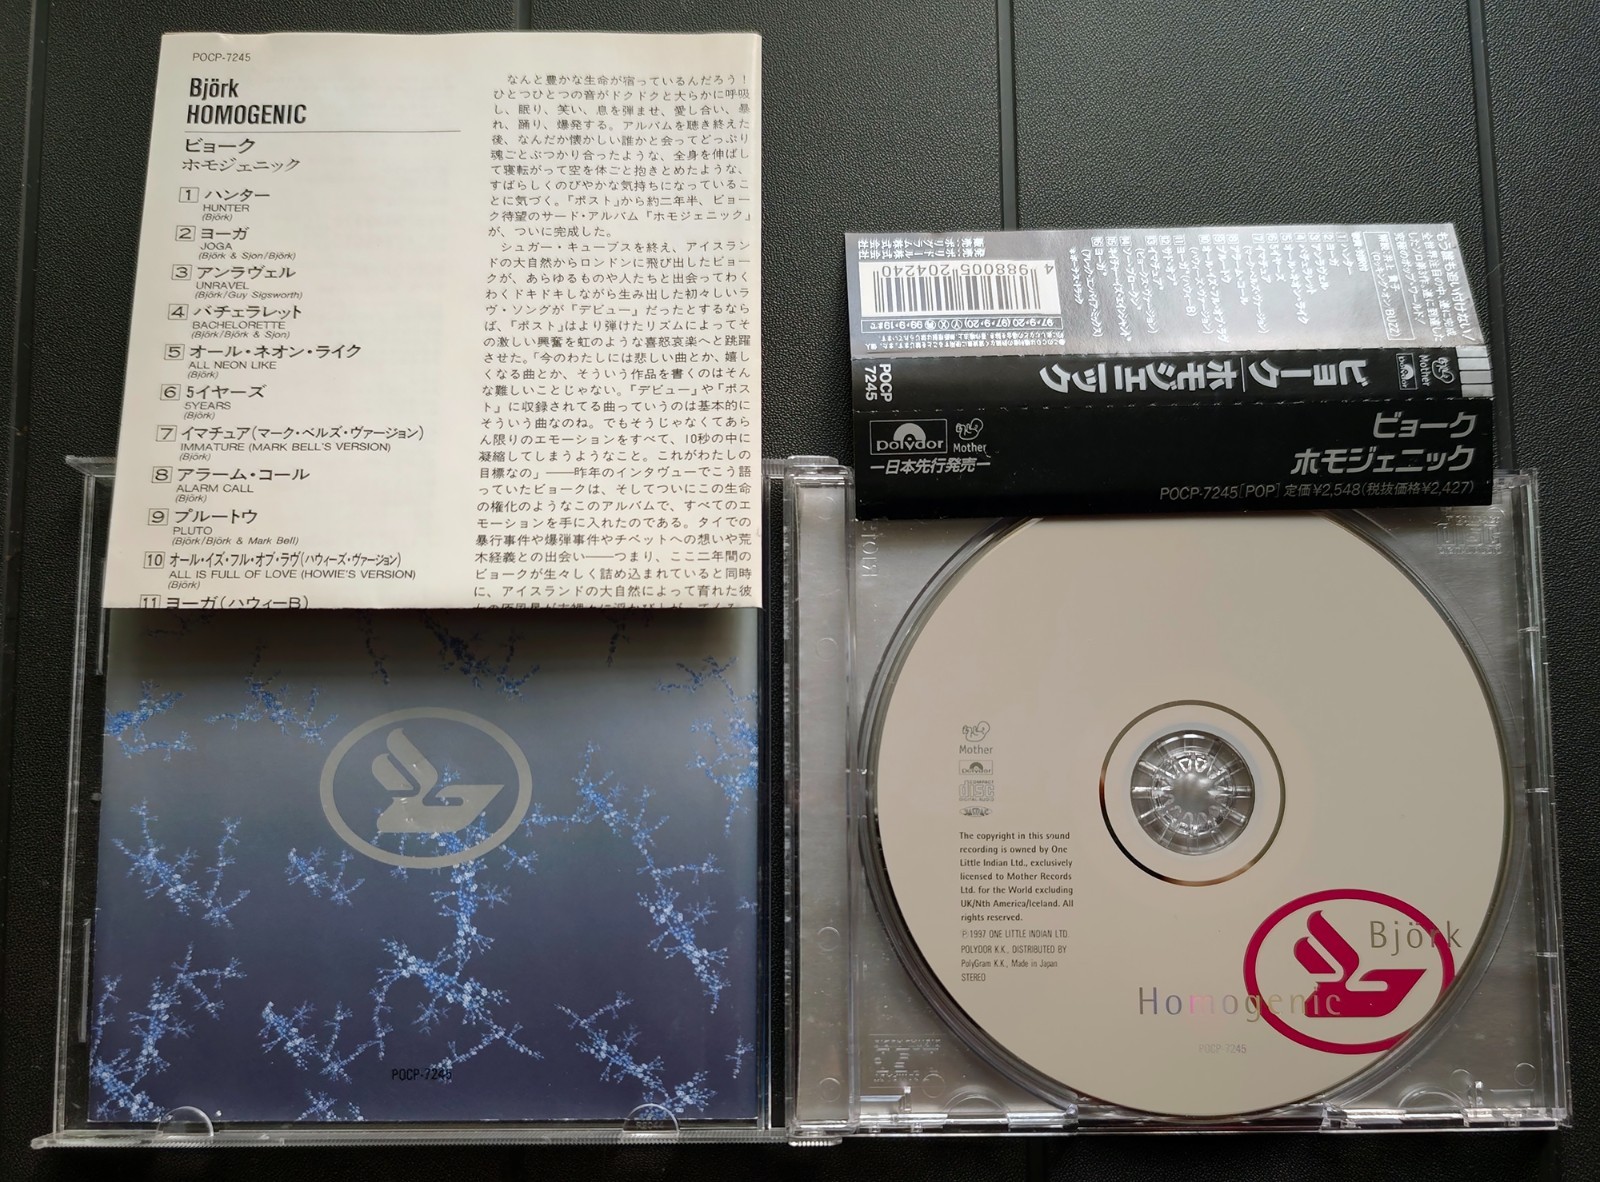 POCP-7245
Björk
HOMOGENIC
ビョーク
ホモジェニック
1 ハンター
HUNTER
(Björk)
2 ヨーガ
JOGA
(Björk & Sjon/Björk)
3 アンラヴェル
UNRAVEL
(Björk/Guy Sigsworth)
4 バチェラレット
BACHELORETTE
(Björk/Björk & Sjon)
5 オール・ネオン・ライク
ALL NEON LIKE
(Björk)
6 5イヤーズ
5YEARS
(Björk)
7 イマチュア(マーク・ベルズ・ヴァージョン)
IMMATURE (MARK BELL'S VERSION)
(Björk)
8 アラーム・コール
ALARM CALL
(Björk)
9 プルートウ
PLUTO
(Björk/Björk & Mark Bell)
10 オール・イズ・フル・オブ・ラヴ(ハウィーズ・ヴァージョン)
ALL IS FULL OF LOVE (HOWIE'S VERSION)
(Björk)
11 ヨーガ(ハウィーB)
なんと豊かな生命が宿っているんだろう!
ひとつひとつの音がドクドクと大らかに呼吸
し、眠り、笑い、息を弾ませ、愛し合い、暴
れ、踊り、爆発する。アルバムを聴き終えた
後、なんだか懐かしい誰かと会ってどっぷり
魂ごとぶつかり合ったような、全身を伸ばし
て寝転がって空を体ごと抱きとめたような、
すばらしくのびやかな気持ちになっているこ
とに気づく。『ポスト』から約二年半、ビョー
ク待望のサード・アルバム『ホモジェニック』
が、ついに完成した。
シュガー・キューブスを終え、アイスラン
ドの大自然からロンドンに飛び出したビョー
クが、あらゆるものや人たちと出会ってわく
わくドキドキしながら生み出した初々しいラ
ヴ・ソングが『デビュー』だったとするなら
ば、『ポスト』はより弾けたリズムによってそ
の激しい興奮を虹のような喜怒哀楽へと跳躍
させた。「今のわたしには悲しい曲とか、嬉し
くなる曲とか、そういう作品を書くのはそん
な難しいことじゃない。『デビュー』や『ポス
ト』に収録されてる曲っていうのは基本的に
そういう曲なのね。でもそうじゃなくてあら
ん限りのエモーションをすべて、10秒の中に
凝縮してしまうようなこと。これがわたしの
目標なの」——昨年のインタヴューでこう語
っていたビョークは、そしてついにこの生命
の権化のようなこのアルバムで、すべてのエ
モーションを手に入れたのである。タイでの
暴行事件や爆弾事件やチベットへの想いや荒
木経義との出会い——つまり、ここ二年間の
ビョークが生々しく詰め込まれていると同時
に、アイスランドの大自然によって育れた彼
POCP-7245
4 988005 204240
97・9・20
POCP
7245
ビョーク/ホモジェニック
Mother
polydor
ビョーク
ホモジェニック
polydor
Mother
—日本先行発売—
POCP-7245[POP] 定価¥2,548(税抜価格¥2,427)
Mother
Polydor
COMPACT
disc
DIGITAL AUDIO
The copyright in this sound
recording is owned by One
Little Indian Ltd., exclusively
licensed to Mother Records
Ltd. for the World excluding
UK/Nth America/Iceland. All
rights reserved.
℗1997 ONE LITTLE INDIAN LTD.
POLYDOR K.K., DISTRIBUTED BY
PolyGram K.K., Made in Japan
STEREO
Björk
Homogenic
POCP-7245